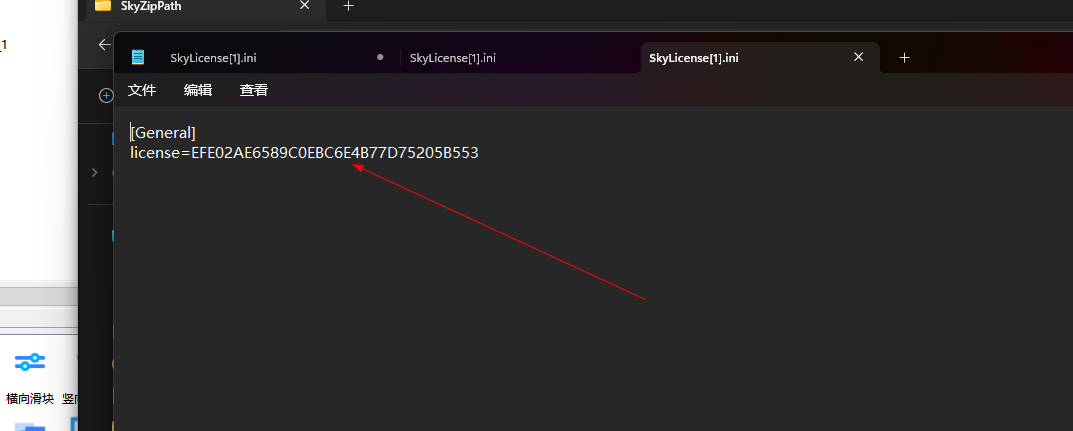 SkyZipPath
_1
SkyLicense[1].ini
SkyLicense[1].ini
SkyLicense[1].ini
文件 编辑 查看
[General]
license=EFE02AE6589C0EBC6E4B77D75205B553
横向滑块